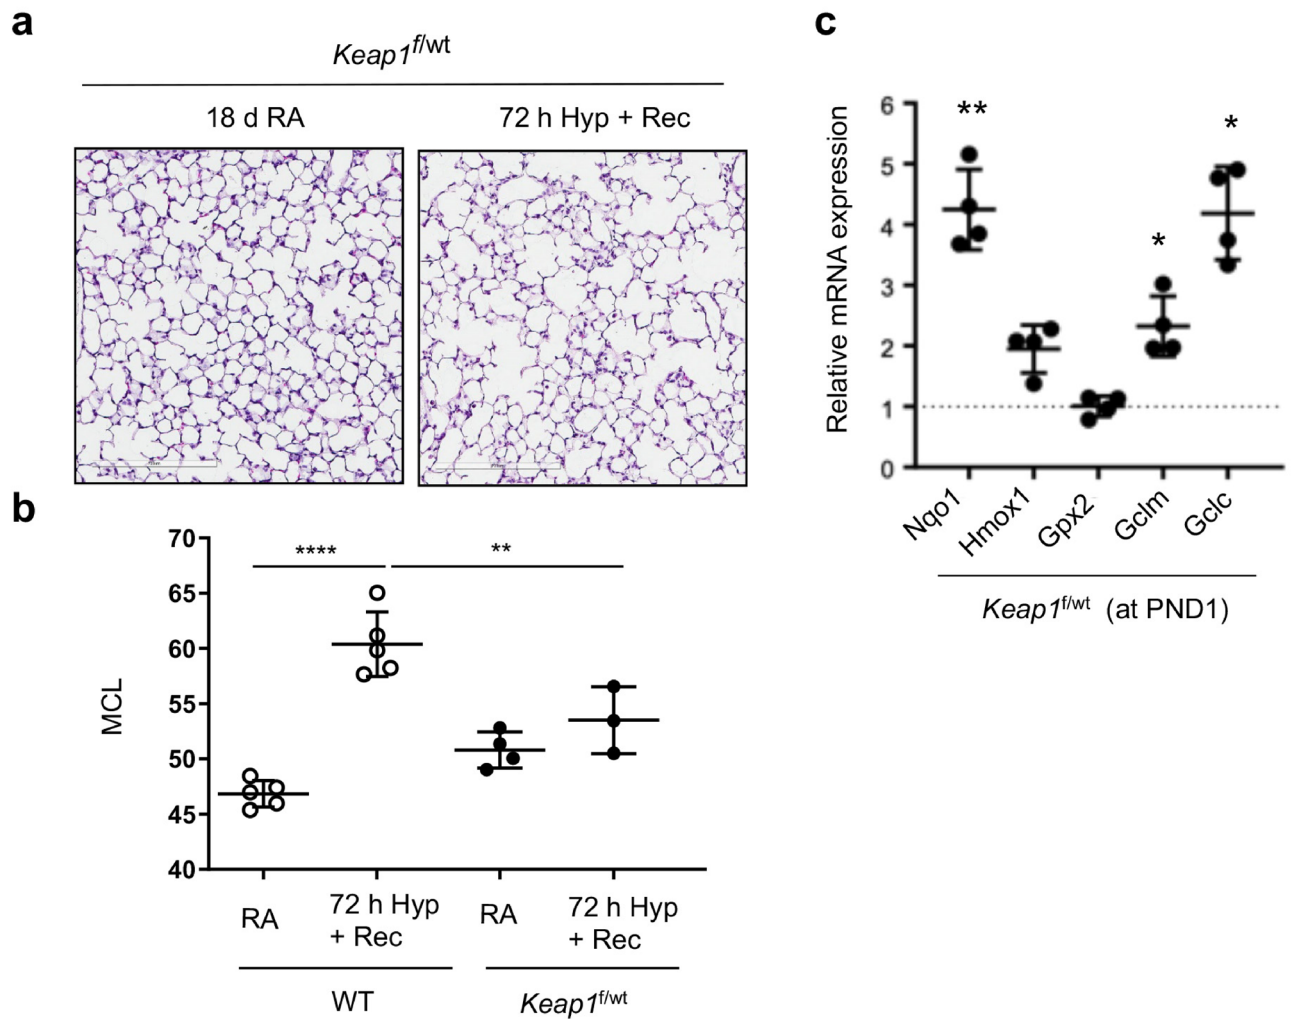 a
Keap1f/wt
18 d RA
72 h Hyp + Rec
b
70
65
60
55
50
45
40
MCL
****
**
RA
72 h Hyp
+ Rec
RA
72 h Hyp
+ Rec
WT
Keap1f/wt
c
6
5
4
3
2
1
0
Relative mRNA expression
**
*
*
Nqo1
Hmox1
Gpx2
Gclm
Gclc
Keap1f/wt (at PND1)